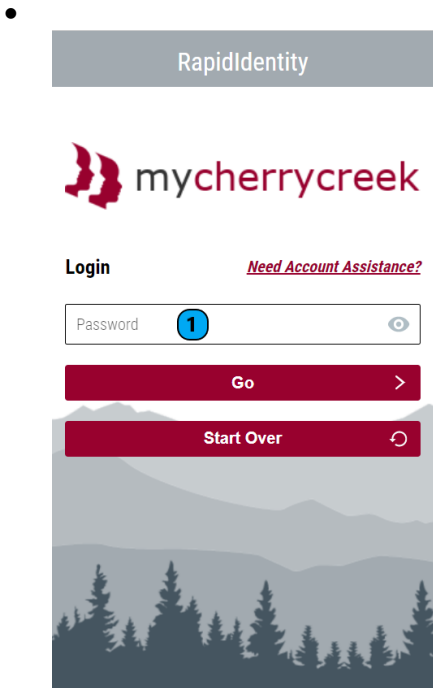 RapidIdentity
mycherrycreek
Login
Need Account Assistance?
Password
1
Go
Start Over